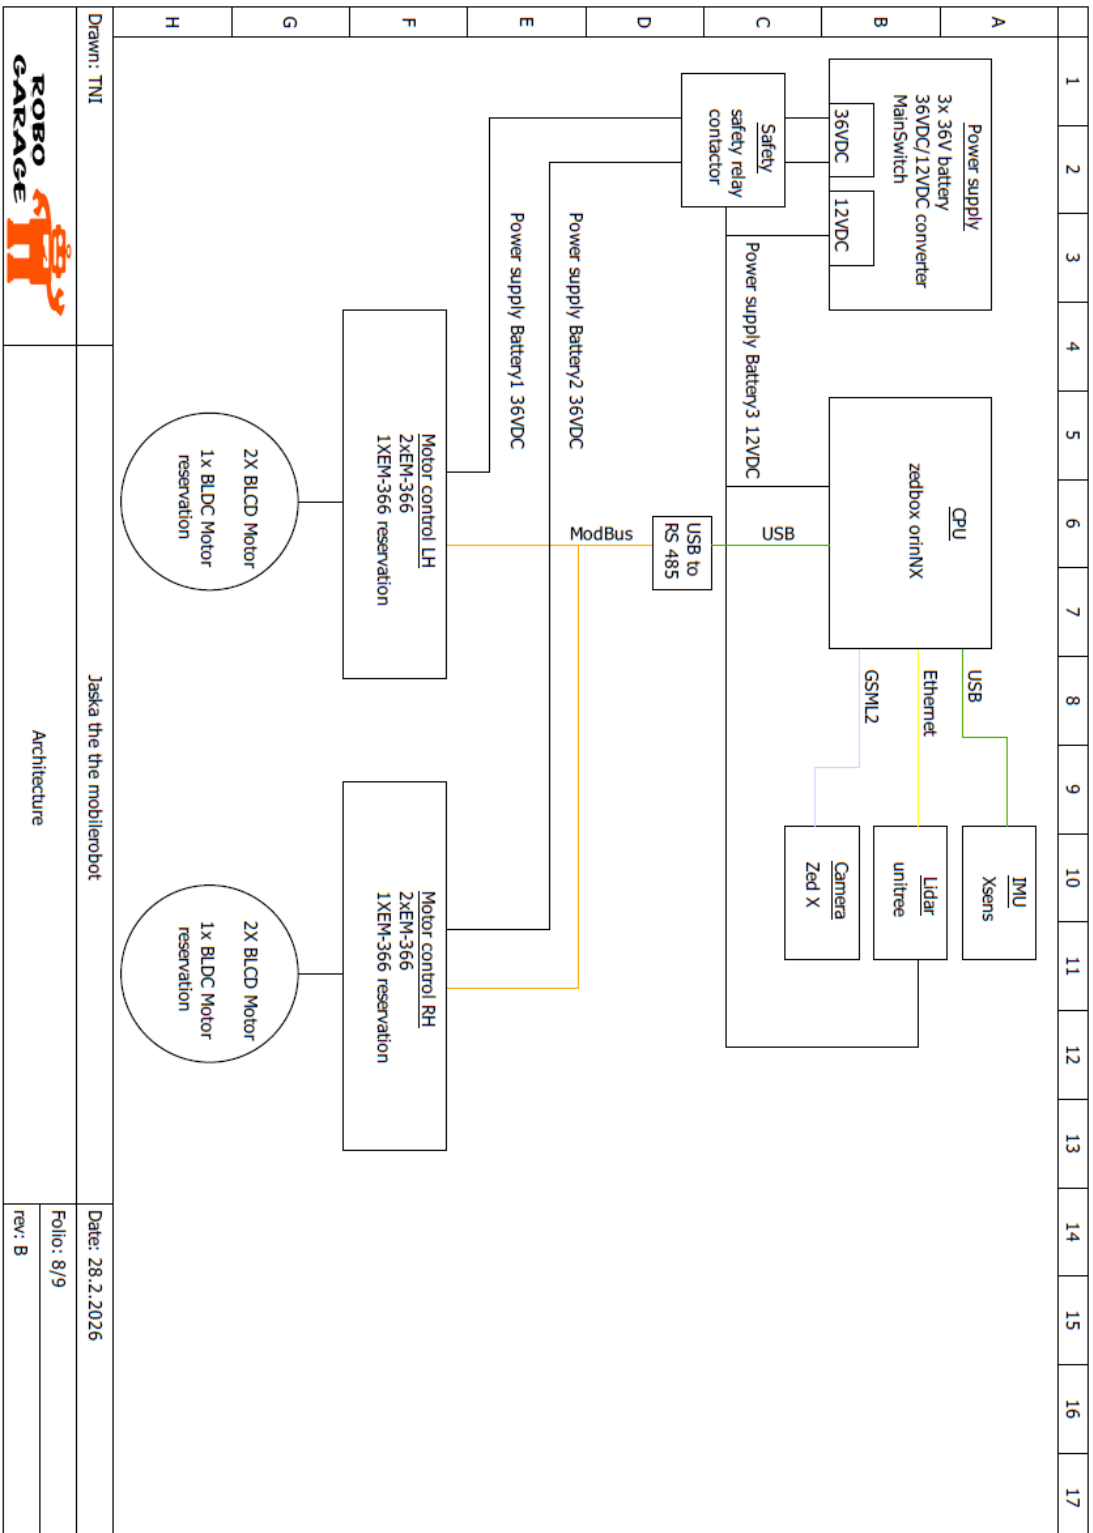 1 2 3 4 5 6 7 8 9 10 11 12 13 14 15 16 17
A
B
C
D
E
F
G
H
Power supply
3x 36V battery
36VDC/12VDC converter
MainSwitch
36VDC
12VDC
Safety
safety relay
contactor
Power supply Battery3 12VDC
Power supply Battery2 36VDC
Power supply Battery1 36VDC
CPU
zedbox orinNX
USB
Ethernet
GSML2
IMU
Xsens
Lidar
unitree
Camera
Zed X
USB
USB to
RS 485
ModBus
Motor control LH
2xEM-366
1XEM-366 reservation
Motor control RH
2xEM-366
1XEM-366 reservation
2X BLCD Motor
1x BLDC Motor
reservation
2X BLCD Motor
1x BLDC Motor
reservation
Drawn: TNI
Jaska the the mobilerobot
Date: 28.2.2026
ROBO
GARAGE
Architecture
Folio: 8/9
rev: B